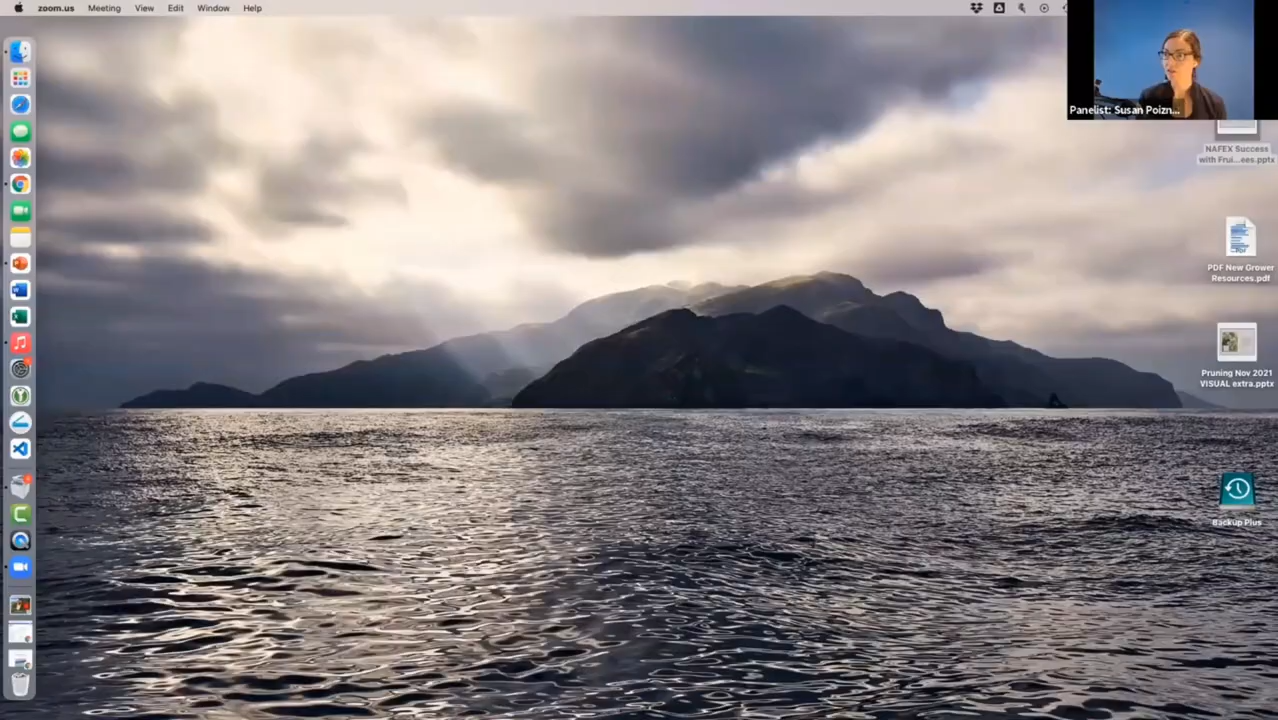 zoom.us Meeting View Edit Window Help
Panelist: Susan Poizn...
NAFEX Success
with Frui...ees.pptx
PDF
PDF New Grower
Resources.pdf
Pruning Nov 2021
VISUAL extra.pptx
Backup Plus